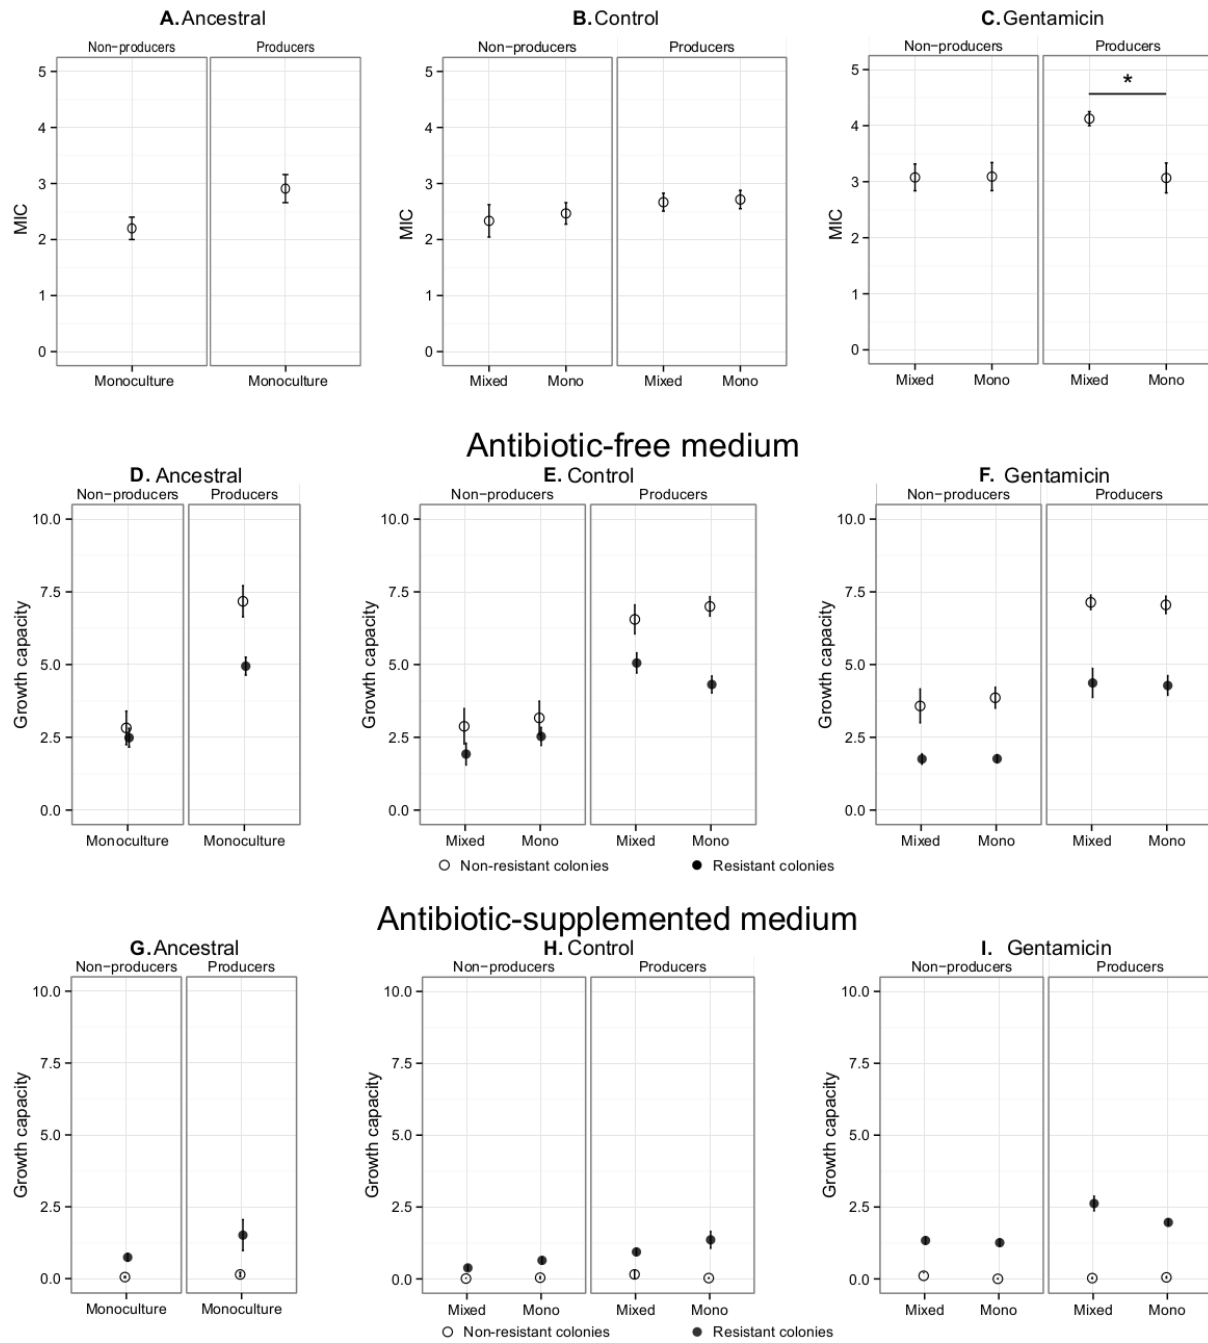 A. Ancestral
Non−producers Producers
MIC
5
4
3
2
1
0
Monoculture Monoculture
B. Control
Non−producers Producers
MIC
5
4
3
2
1
0
Mixed Mono Mixed Mono
C. Gentamicin
Non−producers Producers
*
MIC
5
4
3
2
1
0
Mixed Mono Mixed Mono
Antibiotic-free medium
D. Ancestral
Non−producers Producers
Growth capacity
10.0
7.5
5.0
2.5
0.0
Monoculture Monoculture
E. Control
Non−producers Producers
Growth capacity
10.0
7.5
5.0
2.5
0.0
Mixed Mono Mixed Mono
F. Gentamicin
Non−producers Producers
Growth capacity
10.0
7.5
5.0
2.5
0.0
Mixed Mono Mixed Mono
Non-resistant colonies Resistant colonies
Antibiotic-supplemented medium
G. Ancestral
Non−producers Producers
Growth capacity
10.0
7.5
5.0
2.5
0.0
Monoculture Monoculture
H. Control
Non−producers Producers
Growth capacity
10.0
7.5
5.0
2.5
0.0
Mixed Mono Mixed Mono
I. Gentamicin
Non−producers Producers
Growth capacity
10.0
7.5
5.0
2.5
0.0
Mixed Mono Mixed Mono
Non-resistant colonies Resistant colonies